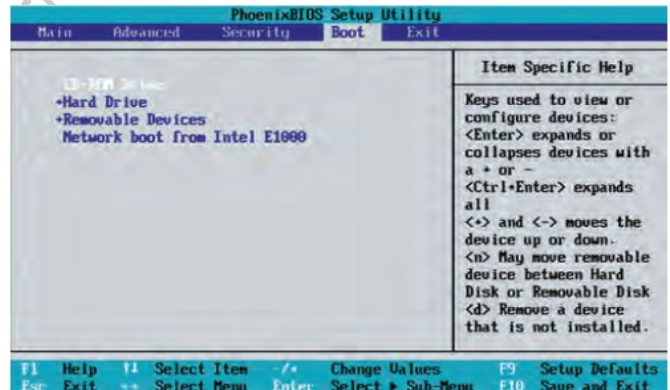 PhoenixBIOS Setup Utility
Main Advanced Security Boot Exit
CD-ROM Drive
+Hard Drive
+Removable Devices
Network boot from Intel E1000
Item Specific Help
Keys used to view or
configure devices:
<Enter> expands or
collapses devices with
a + or -
<Ctrl+Enter> expands
all
<+> and <-> moves the
device up or down.
<n> May move removable
device between Hard
Disk or Removable Disk
<d> Remove a device
that is not installed.
F1 Help ↑↓ Select Item -/+ Change Values F9 Setup Defaults
Esc Exit ↔ Select Menu Enter Select ▶ Sub-Menu F10 Save and Exit